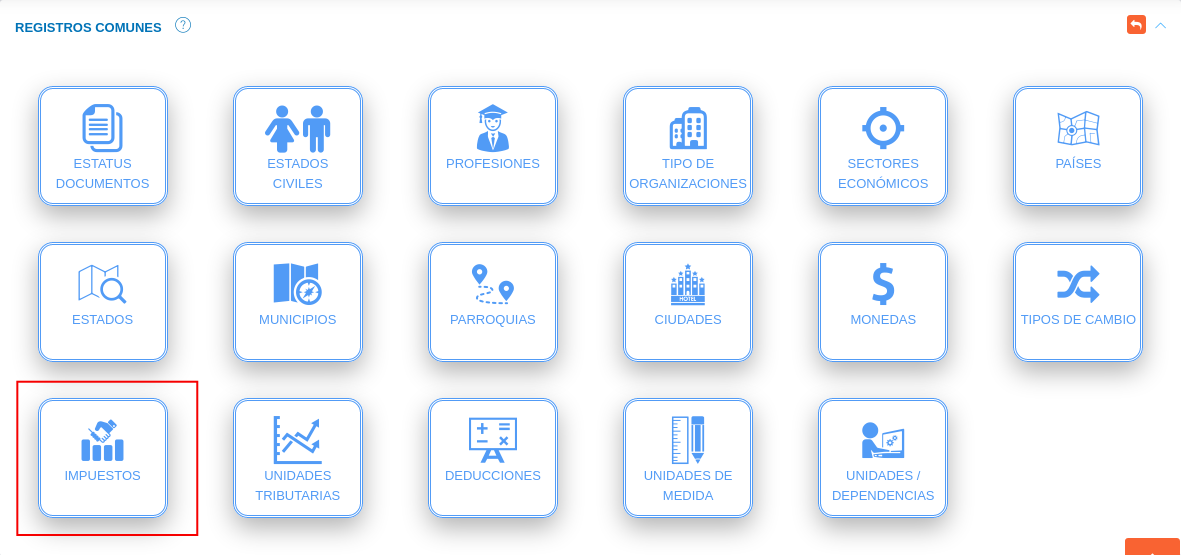 REGISTROS COMUNES ?
ESTATUS
DOCUMENTOS
ESTADOS
CIVILES
PROFESIONES
TIPO DE
ORGANIZACIONES
SECTORES
ECONÓMICOS
PAÍSES
ESTADOS
MUNICIPIOS
PARROQUIAS
HOTEL
CIUDADES
$
MONEDAS
TIPOS DE CAMBIO
IMPUESTOS
UNIDADES
TRIBUTARIAS
DEDUCCIONES
UNIDADES DE
MEDIDA
UNIDADES /
DEPENDENCIAS